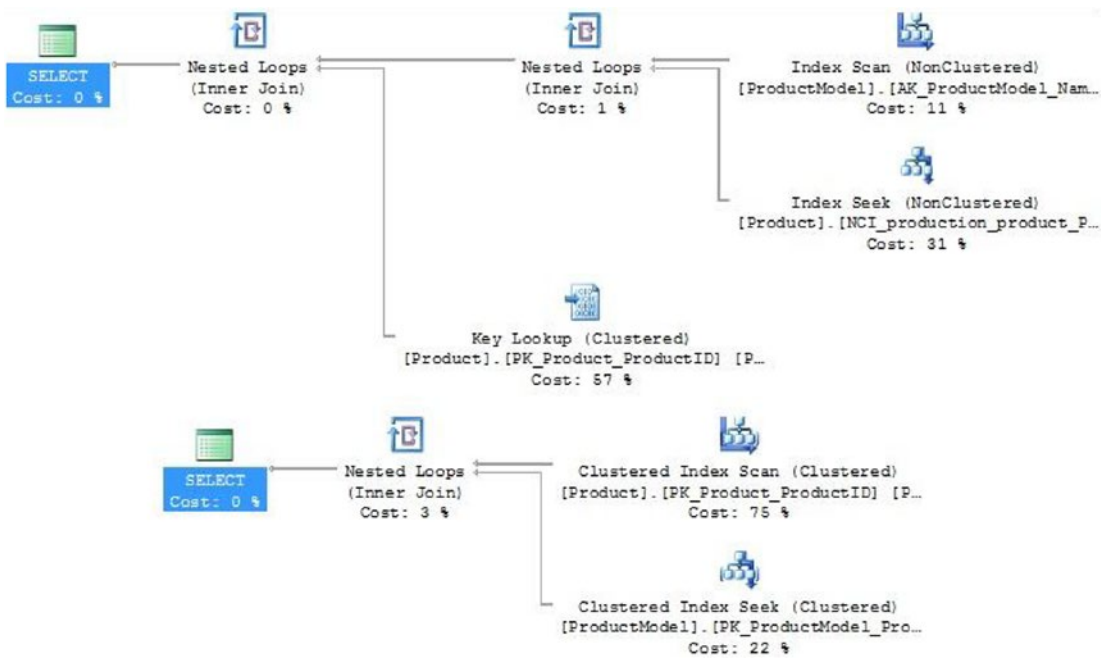 SELECT
Cost: 0 %
Nested Loops
(Inner Join)
Cost: 0 %
Nested Loops
(Inner Join)
Cost: 1 %
Index Scan (NonClustered)
[ProductModel].[AK_ProductModel_Nam…
Cost: 11 %
Index Seek (NonClustered)
[Product].[NCI_production_product_P…
Cost: 31 %
Key Lookup (Clustered)
[Product].[PK_Product_ProductID] [P…
Cost: 57 %
SELECT
Cost: 0 %
Nested Loops
(Inner Join)
Cost: 3 %
Clustered Index Scan (Clustered)
[Product].[PK_Product_ProductID] [P…
Cost: 75 %
Clustered Index Seek (Clustered)
[ProductModel].[PK_ProductModel_Pro…
Cost: 22 %